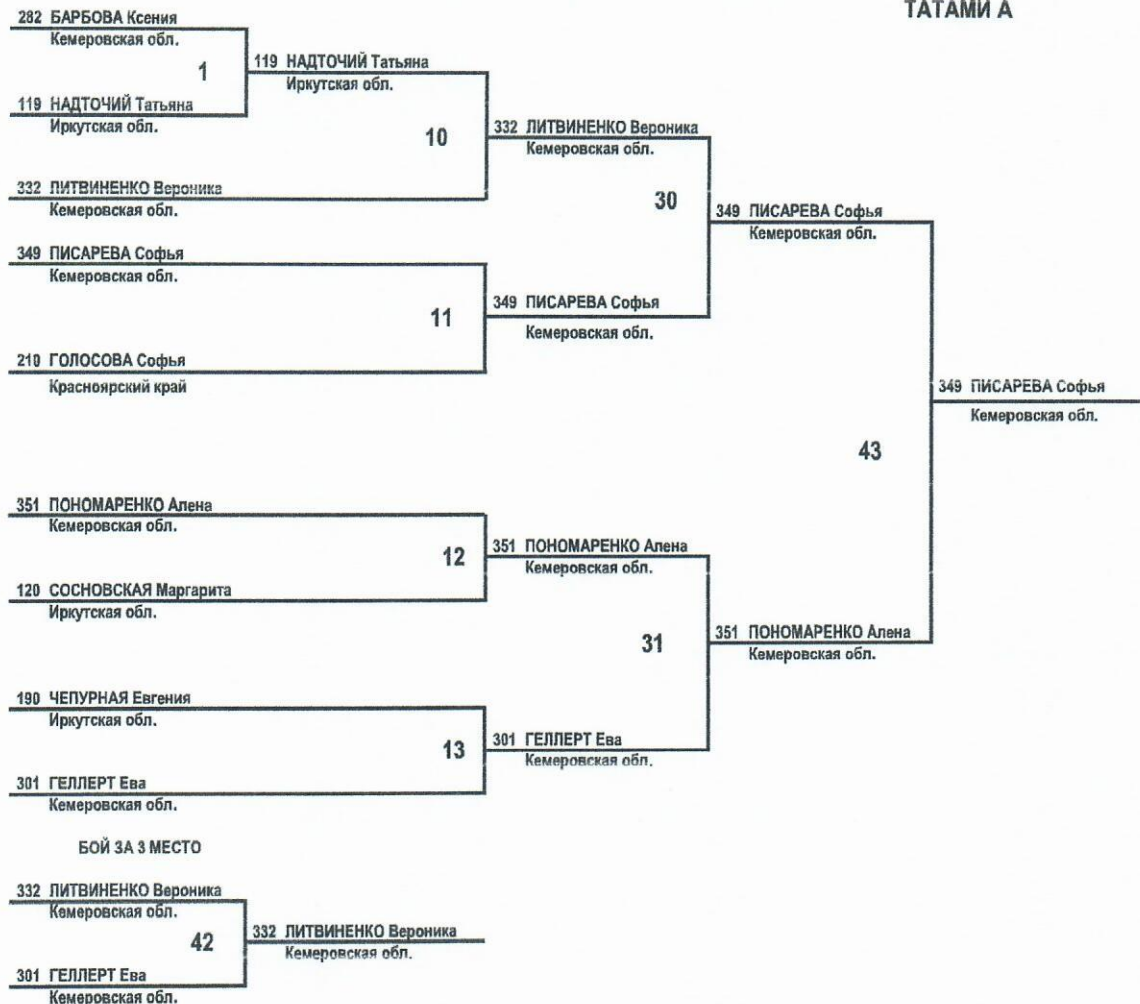 ТАТАМИ А
282 БАРБОВА Ксения
Кемеровская обл.
1
119 НАДТОЧИЙ Татьяна
Иркутская обл.
119 НАДТОЧИЙ Татьяна
Иркутская обл.
10
332 ЛИТВИНЕНКО Вероника
Кемеровская обл.
332 ЛИТВИНЕНКО Вероника
Кемеровская обл.
30
349 ПИСАРЕВА Софья
Кемеровская обл.
349 ПИСАРЕВА Софья
Кемеровская обл.
11
349 ПИСАРЕВА Софья
Кемеровская обл.
210 ГОЛОСОВА Софья
Красноярский край
349 ПИСАРЕВА Софья
Кемеровская обл.
43
351 ПОНОМАРЕНКО Алена
Кемеровская обл.
12
351 ПОНОМАРЕНКО Алена
Кемеровская обл.
120 СОСНОВСКАЯ Маргарита
Иркутская обл.
31
351 ПОНОМАРЕНКО Алена
Кемеровская обл.
190 ЧЕПУРНАЯ Евгения
Иркутская обл.
13
301 ГЕЛЛЕРТ Ева
Кемеровская обл.
301 ГЕЛЛЕРТ Ева
Кемеровская обл.
БОЙ ЗА 3 МЕСТО
332 ЛИТВИНЕНКО Вероника
Кемеровская обл.
42
332 ЛИТВИНЕНКО Вероника
Кемеровская обл.
301 ГЕЛЛЕРТ Ева
Кемеровская обл.